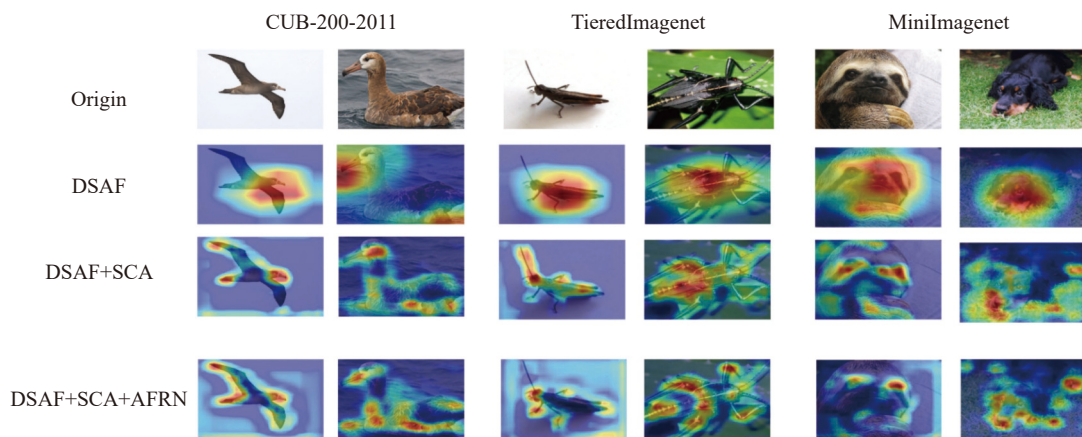 CUB-200-2011 TieredImagenet MiniImagenet
Origin
DSAF
DSAF+SCA
DSAF+SCA+AFRN